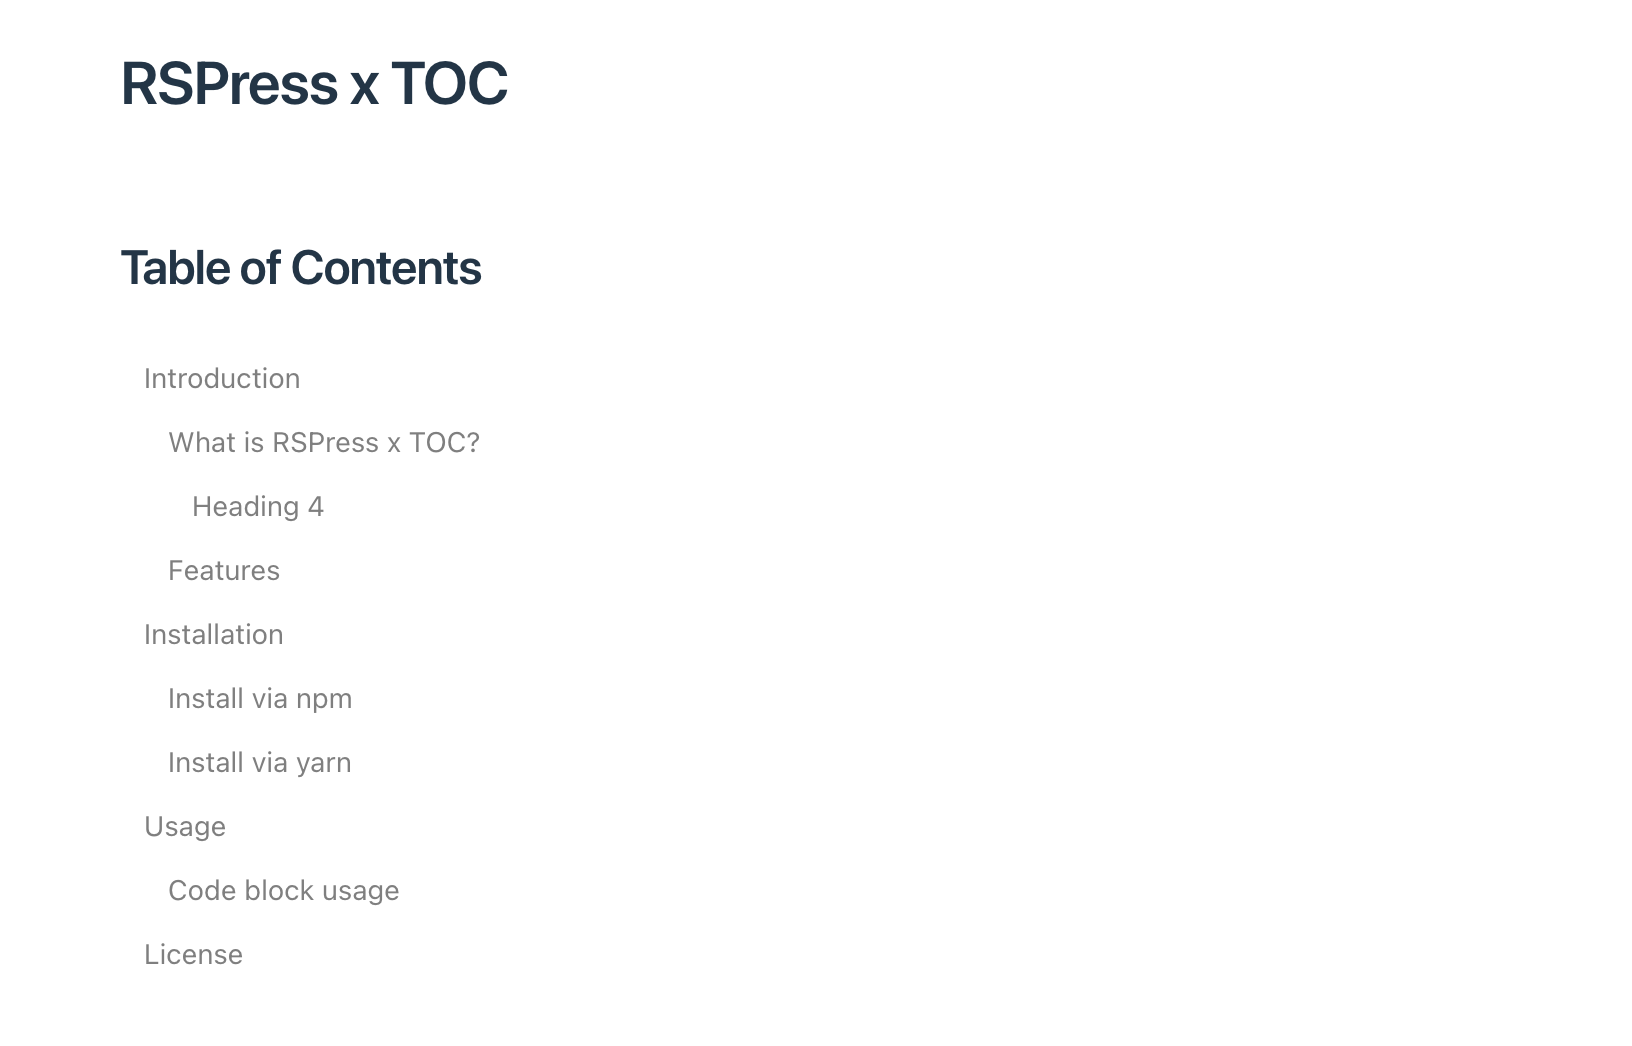 RSPress x TOC
Table of Contents
Introduction
What is RSPress x TOC?
Heading 4
Features
Installation
Install via npm
Install via yarn
Usage
Code block usage
License